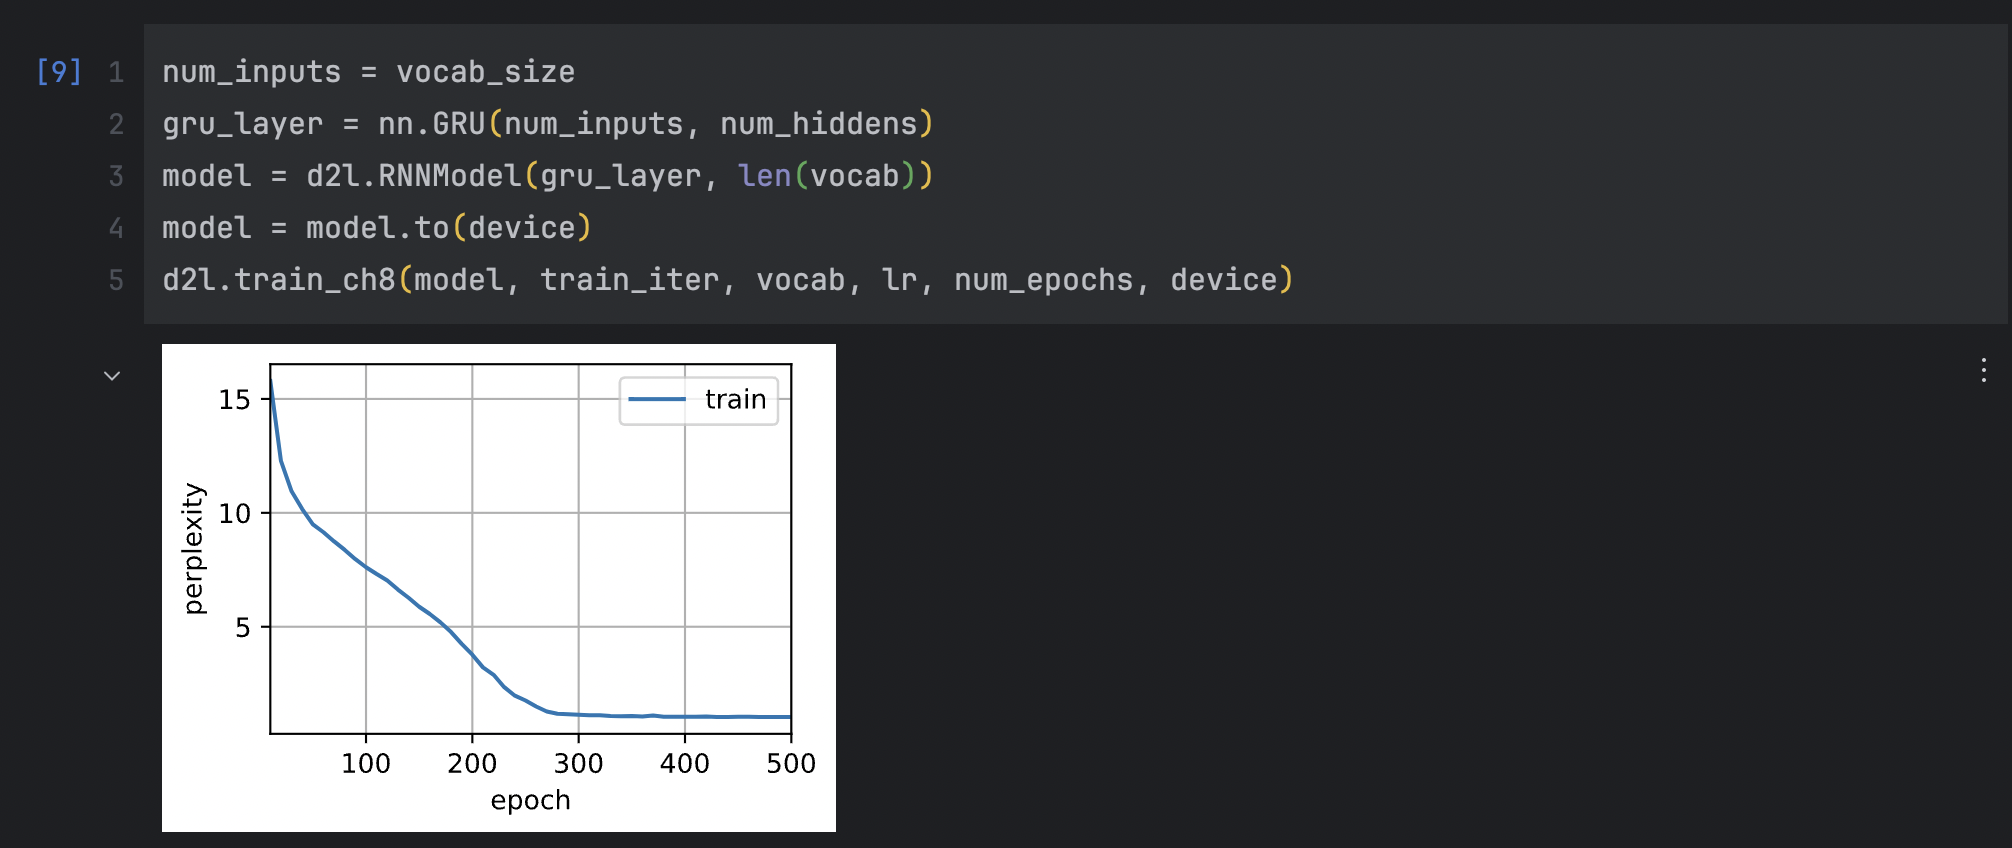 [9] 1 num_inputs = vocab_size
2 gru_layer = nn.GRU(num_inputs, num_hiddens)
3 model = d2l.RNNModel(gru_layer, len(vocab))
4 model = model.to(device)
5 d2l.train_ch8(model, train_iter, vocab, lr, num_epochs, device)
15
train
10
perplexity
5
100 200 300 400 500
epoch